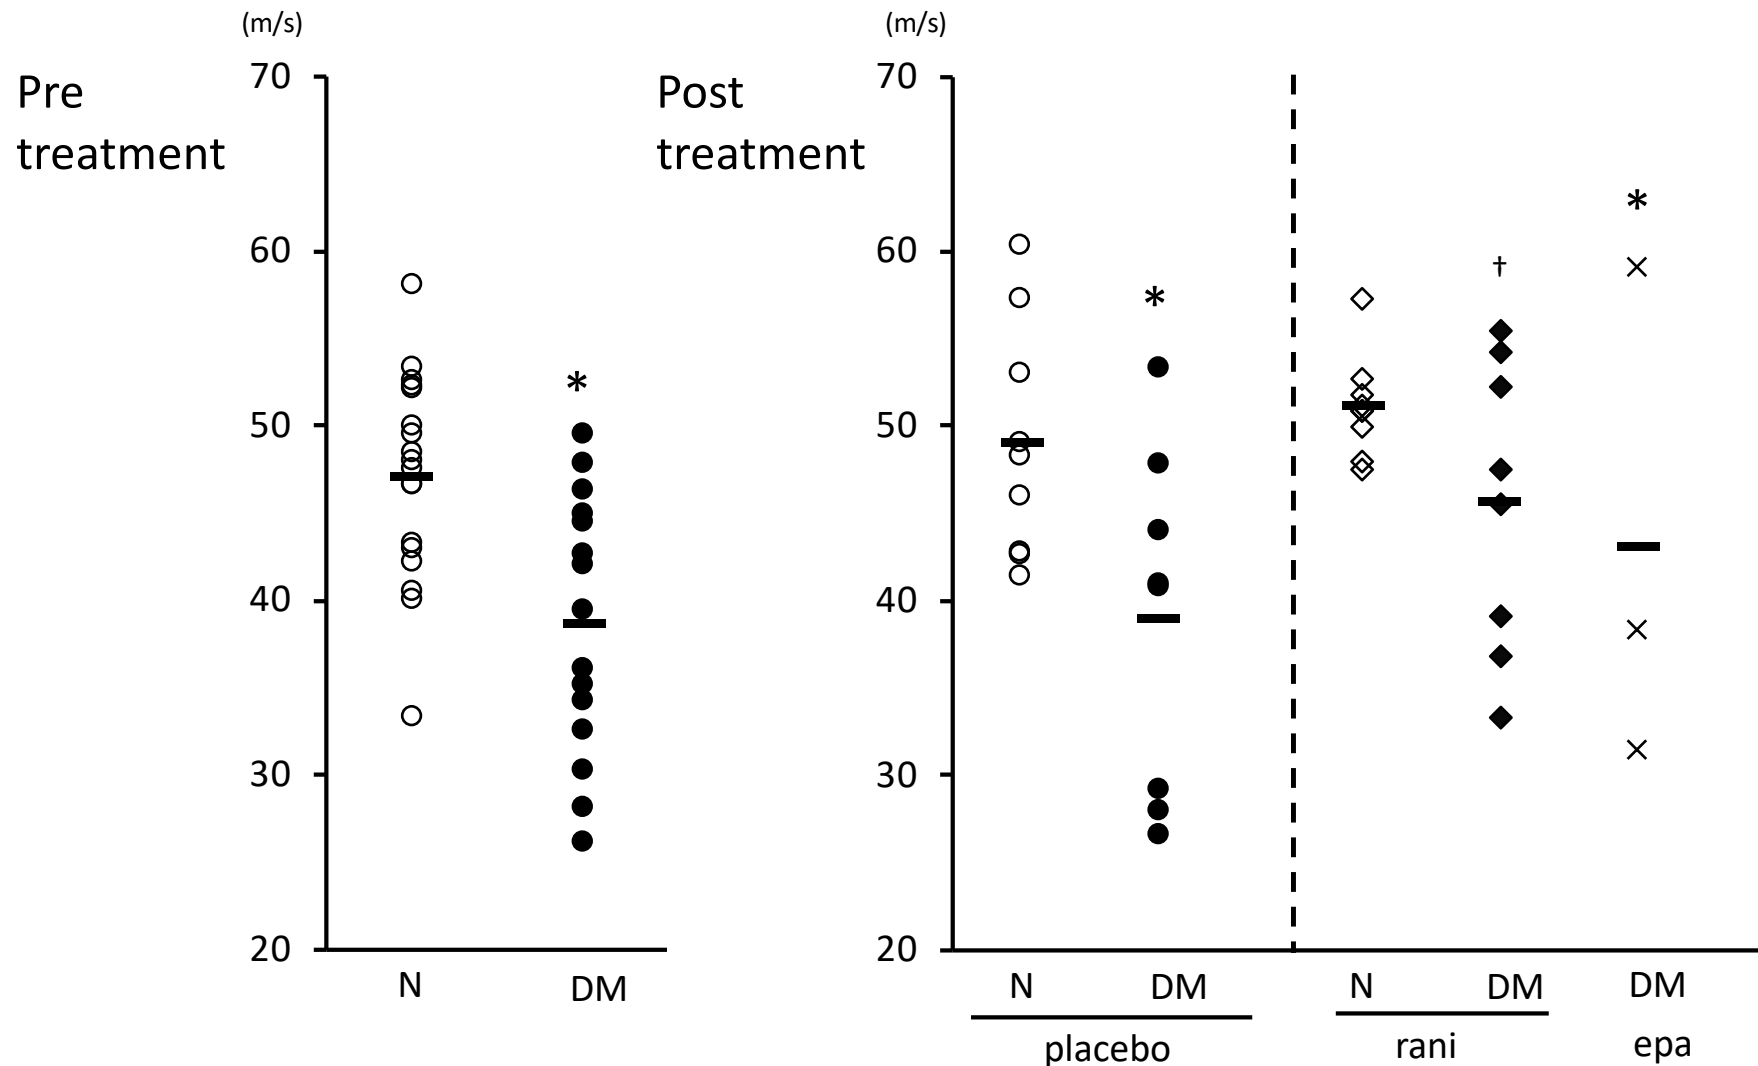 (m/s)
Pre
treatment
70
60
50
40
30
20
*
N
DM
(m/s)
Post
treatment
70
60
50
40
30
20
*
†
*
N
DM
N
DM
DM
placebo
rani
epa